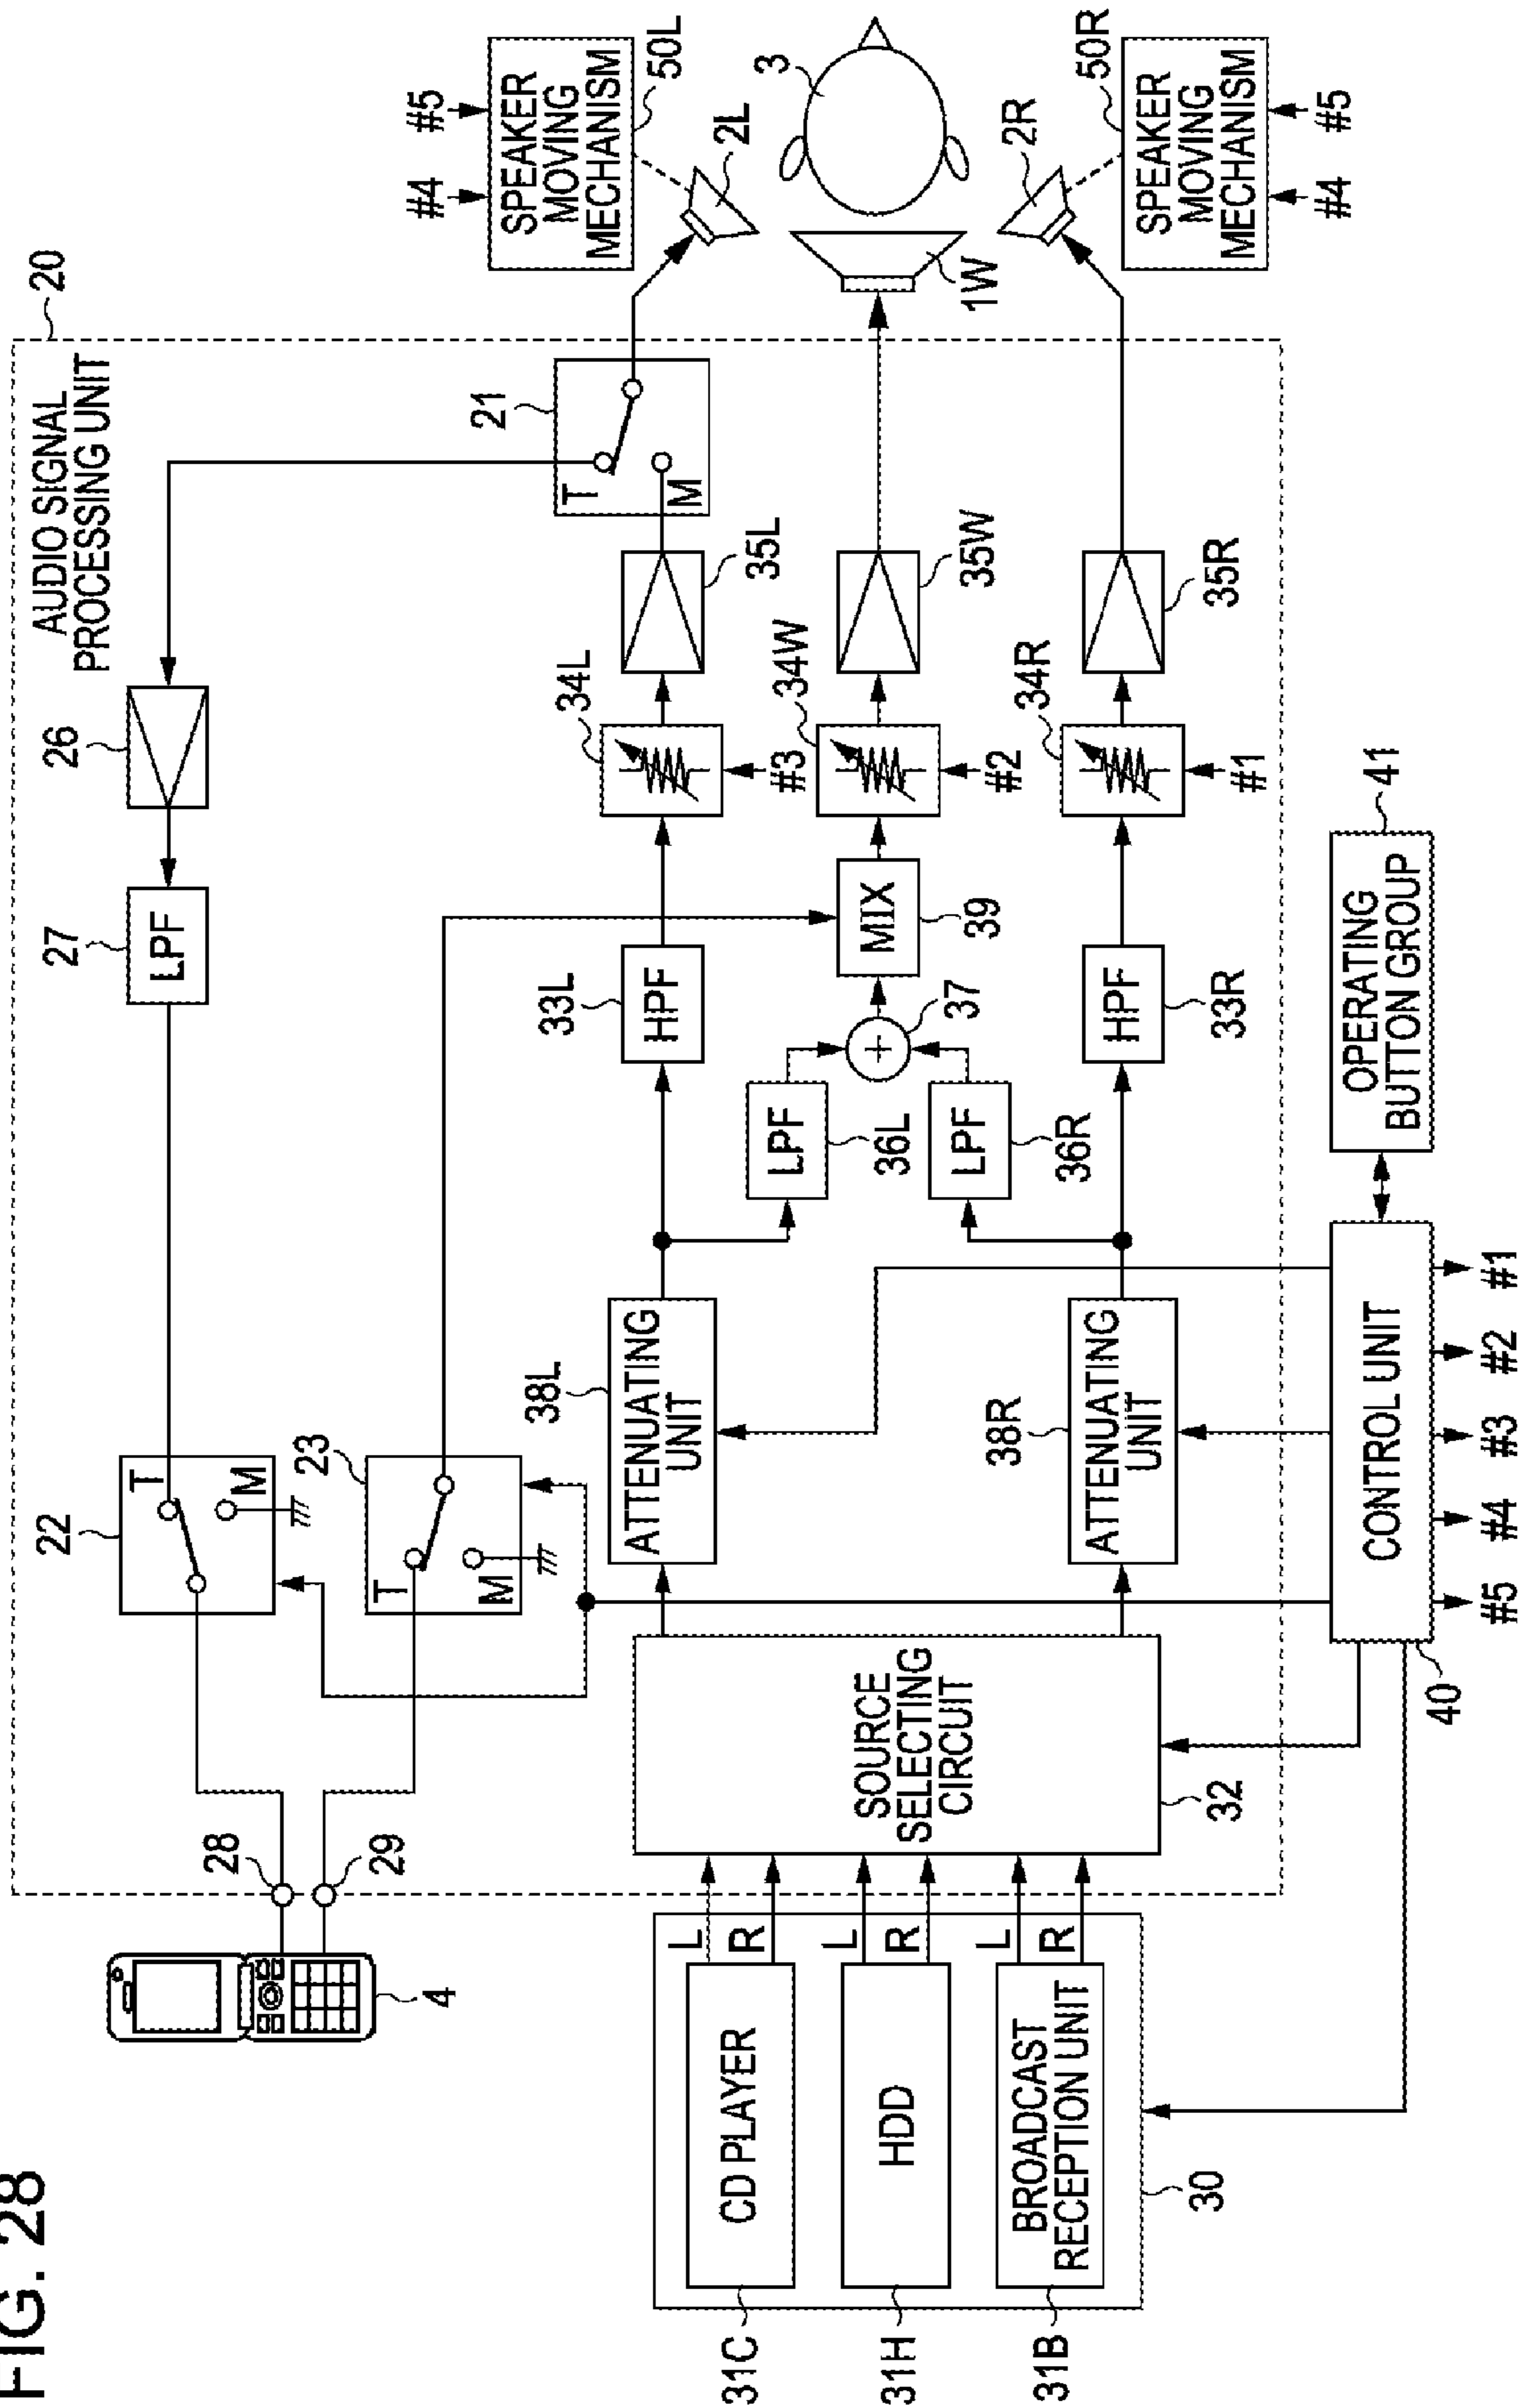 FIG. 28
AUDIO SIGNAL
PROCESSING UNIT
20
22
T
M
27
LPF
26
28
29
4
23
T
M
21
T
M
#4
#5
SPEAKER
MOVING
MECHANISM
50L
2L
3
1W
2R
50R
SPEAKER
MOVING
MECHANISM
#4
#5
38L
ATTENUATING
UNIT
33L
HPF
34L
#3
35L
LPF
36L
37
MIX
39
34W
#2
35W
LPF
36R
38R
ATTENUATING
UNIT
HPF
33R
34R
#1
35R
SOURCE
SELECTING
CIRCUIT
32
L
R
CD PLAYER
31C
L
R
HDD
31H
L
R
BROADCAST
RECEPTION UNIT
31B
30
CONTROL UNIT
40
OPERATING
BUTTON GROUP
41
#5
#4
#3
#2
#1